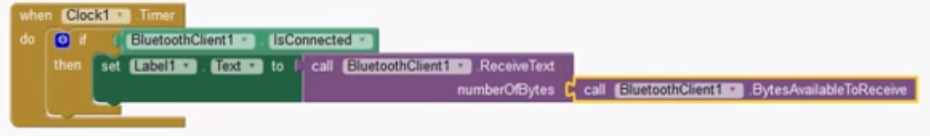 when Clock1 .Timer
do if BluetoothClient1 . IsConnected
then set Label1 . Text to call BluetoothClient1 .ReceiveText
numberOfBytes call BluetoothClient1 .BytesAvailableToReceive